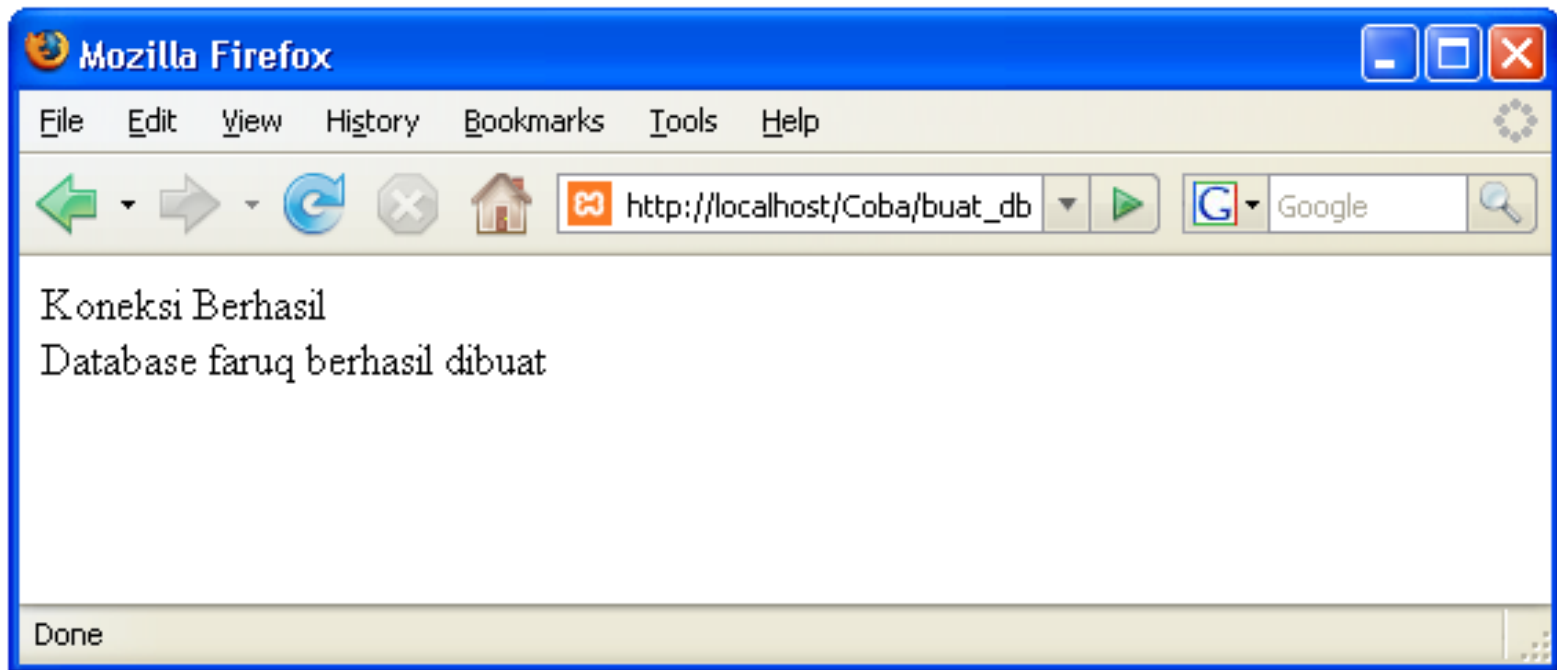 Mozilla Firefox
File Edit View History Bookmarks Tools Help
http://localhost/Coba/buat_db Google
Koneksi Berhasil
Database faruq berhasil dibuat
Done